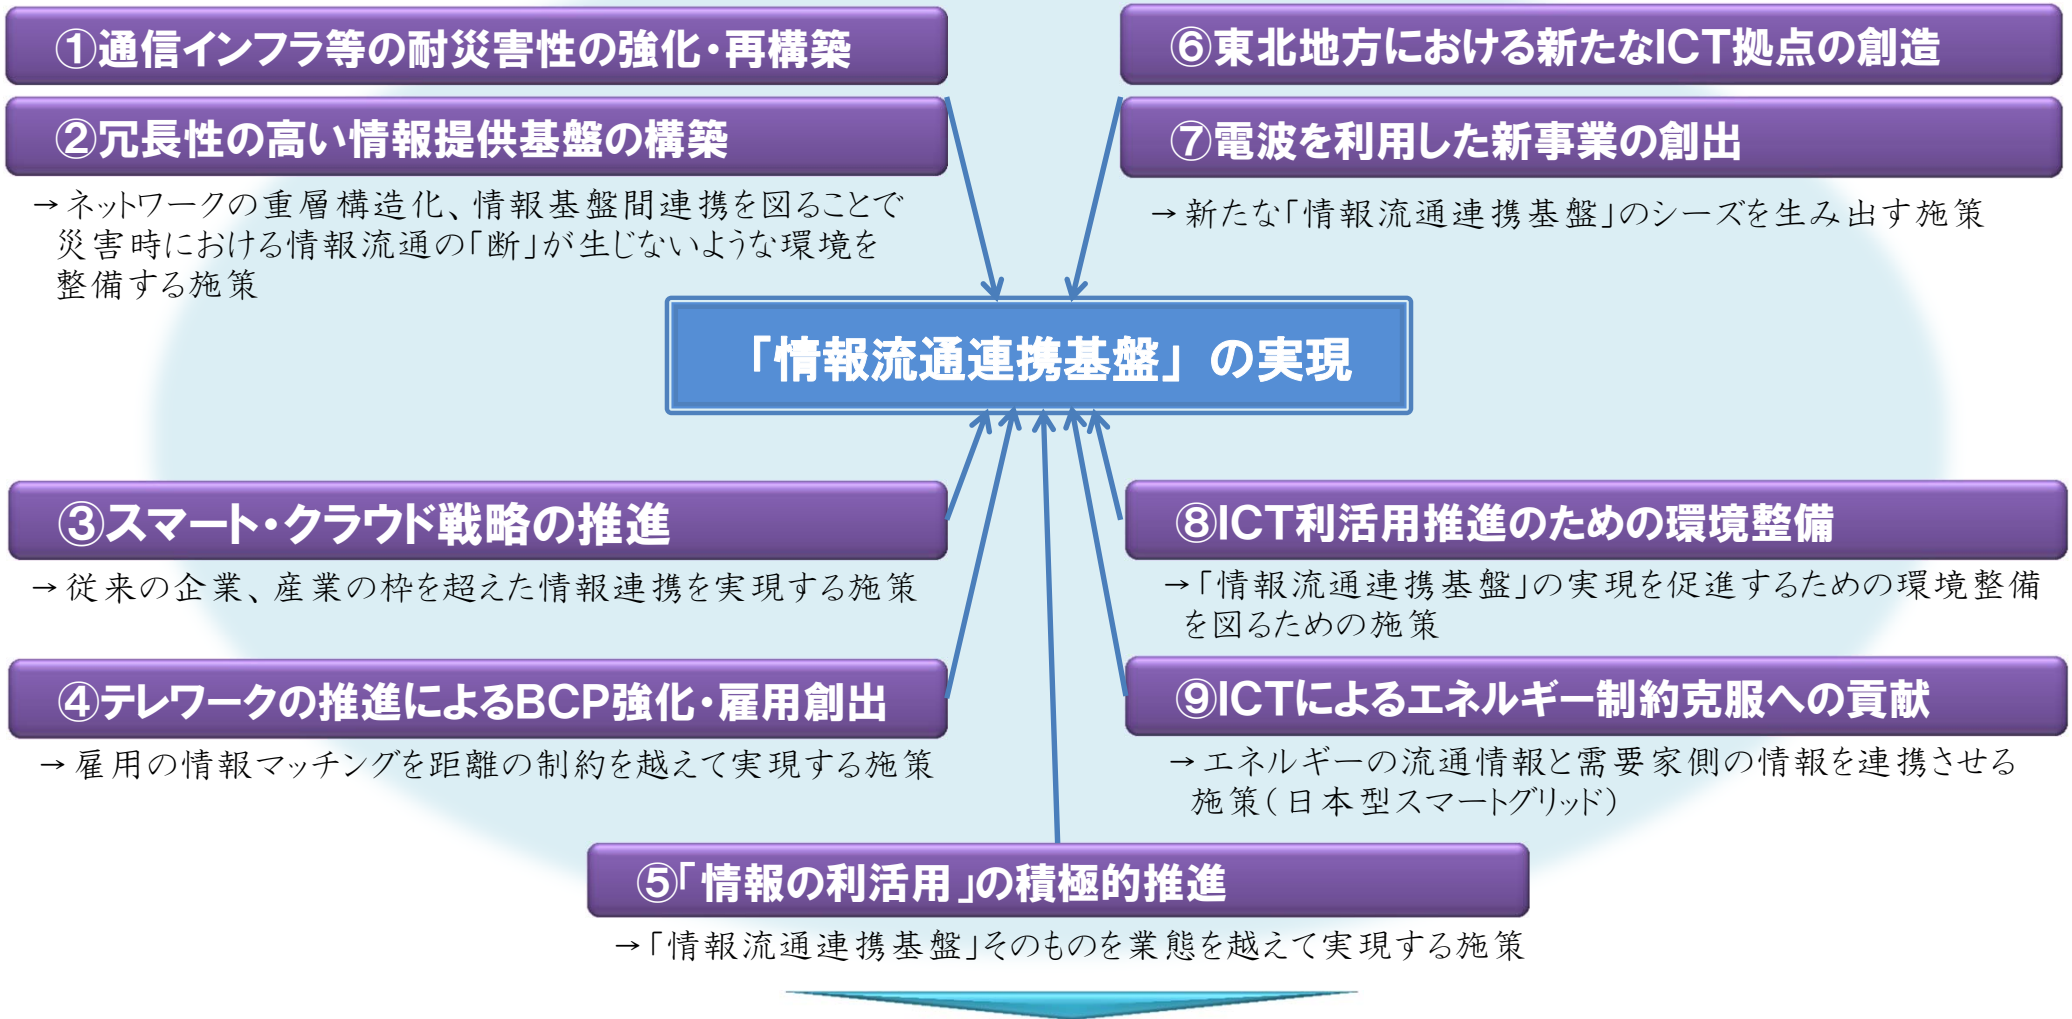 ①通信インフラ等の耐災害性の強化・再構築
②冗長性の高い情報提供基盤の構築
→ネットワークの重層構造化、情報基盤間連携を図ることで
災害時における情報流通の「断」が生じないような環境を
整備する施策
⑥東北地方における新たなICT拠点の創造
⑦電波を利用した新事業の創出
→新たな「情報流通連携基盤」のシーズを生み出す施策
「情報流通連携基盤」の実現
③スマート・クラウド戦略の推進
→従来の企業、産業の枠を超えた情報連携を実現する施策
④テレワークの推進によるBCP強化・雇用創出
→雇用の情報マッチングを距離の制約を越えて実現する施策
⑧ICT利活用推進のための環境整備
→「情報流通連携基盤」の実現を促進するための環境整備
を図るための施策
⑨ICTによるエネルギー制約克服への貢献
→エネルギーの流通情報と需要家側の情報を連携させる
施策(日本型スマートグリッド)
⑤「情報の利活用」の積極的推進
→「情報流通連携基盤」そのものを業態を越えて実現する施策